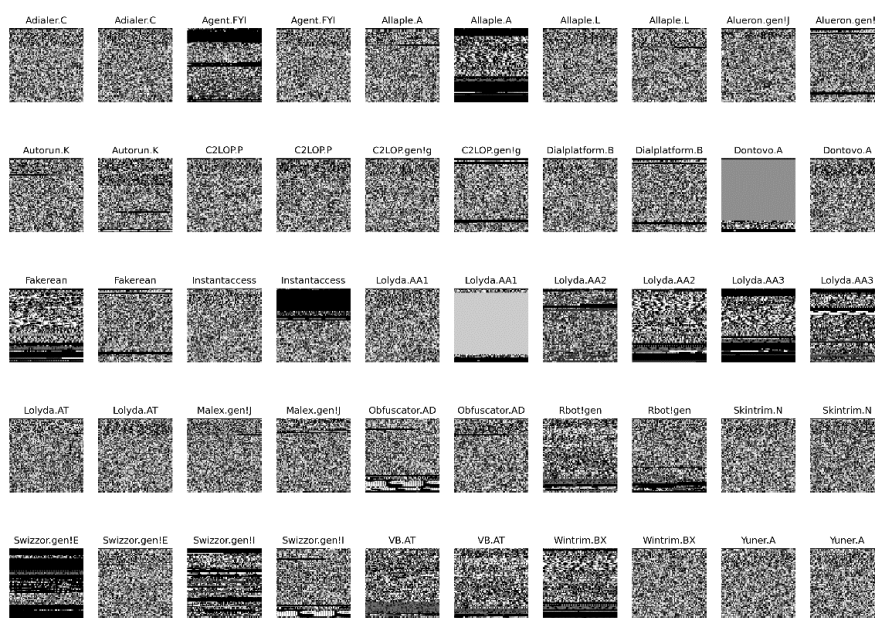 Adialer.C Adialer.C Agent.FYI Agent.FYI Allaple.A Allaple.A Allaple.L Allaple.L Alueron.gen!J Alueron.gen!
Autorun.K Autorun.K C2LOP.P C2LOP.P C2LOP.gen!g C2LOP.gen!g Dialplatform.B Dialplatform.B Dontovo.A Dontovo.A
Fakerean Fakerean Instantaccess Instantaccess Lolyda.AA1 Lolyda.AA1 Lolyda.AA2 Lolyda.AA2 Lolyda.AA3 Lolyda.AA3
Lolyda.AT Lolyda.AT Malex.gen!J Malex.gen!J Obfuscator.AD Obfuscator.AD Rbot!gen Rbot!gen Skintrim.N Skintrim.N
Swizzor.gen!E Swizzor.gen!E Swizzor.gen!I Swizzor.gen!I VB.AT VB.AT Wintrim.BX Wintrim.BX Yuner.A Yuner.A